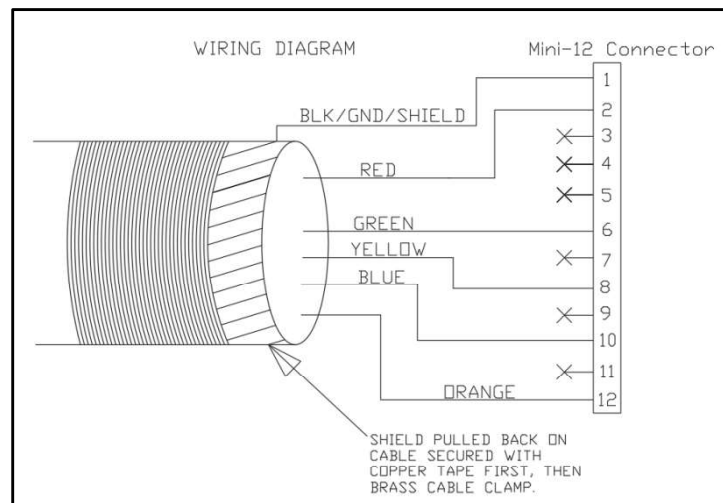 WIRING DIAGRAM
Mini-12 Connector
1
BLK/GND/SHIELD
2
3
RED
4
5
GREEN
6
YELLOW
7
BLUE
8
9
10
11
ORANGE
12
SHIELD PULLED BACK ON
CABLE SECURED WITH
COPPER TAPE FIRST, THEN
BRASS CABLE CLAMP.